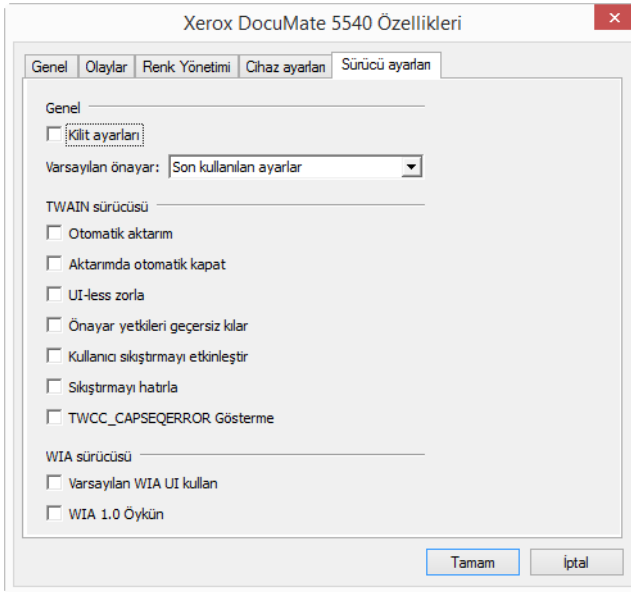 Xerox DocuMate 5540 Özellikleri
Genel Olaylar Renk Yönetimi Cihaz ayarları Sürücü ayarları
Genel
Kilit ayarları
Varsayılan önayar: Son kullanılan ayarlar
TWAIN sürücüsü
Otomatik aktarım
Aktarımda otomatik kapat
UI-less zorla
Önayar yetkileri geçersiz kılar
Kullanıcı sıkıştırmayı etkinleştir
Sıkıştırmayı hatırla
TWCC_CAPSEQERROR Gösterme
WIA sürücüsü
Varsayılan WIA UI kullan
WIA 1.0 Öykün
Tamam İptal